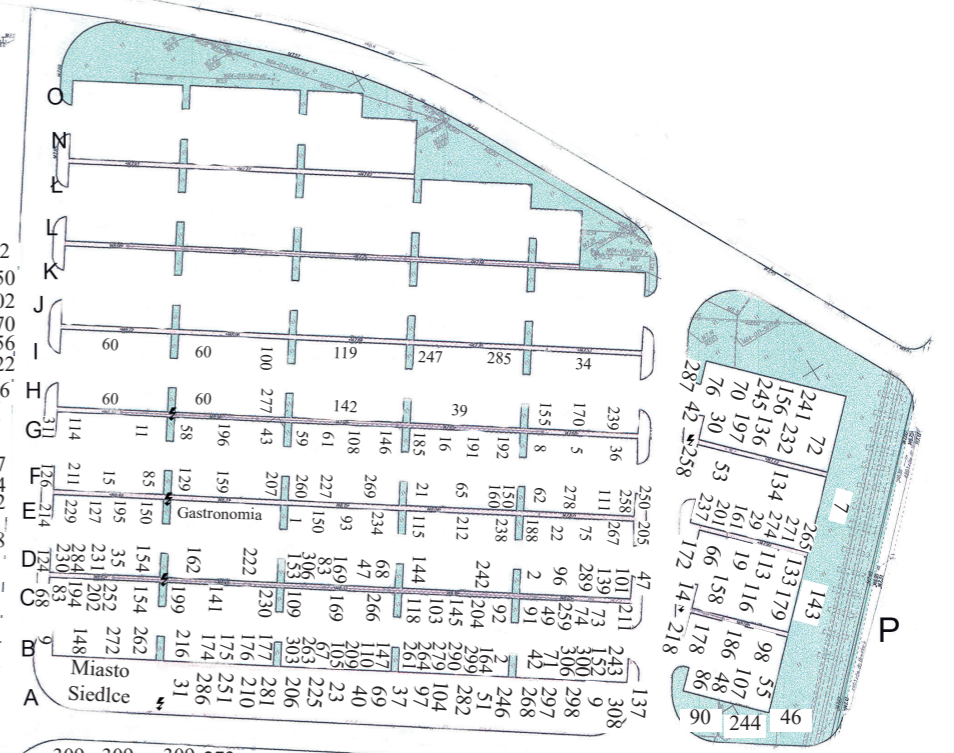 O
N
Ł
L
K
J
I
60 60 100 119 247 285 34
H
60 60 277 142 39 155 170 239
G
311 114 11 58 196 43 59 61 108 146 185 16 191 192 8 5 36
F
126 211 15 85 129 159 207 260 227 269 21 65 160 150 62 278 111 258 250-205
E
214 229 127 195 150 Gastronomia 1 150 93 234 115 212 238 188 22 75 267
D
124 230 284 231 35 154 162 222 153 306 83 169 47 68 144 242 2 96 289 139 101 47
C
68 83 194 202 252 154 199 141 230 109 169 266 118 103 145 204 92 91 49 259 74 73 211
B
9 148 272 262 216 174 175 176 177 303 263 67 105 209 110 147 261 264 279 290 299 164 2 42 71 306 300 152 243
A
Miasto
Siedlce
31 286 251 210 281 206 225 23 40 69 37 97 104 282 51 246 268 297 298 9 308 137
287 76 70 245 156 241
42 30 197 136 232 72
258 53 134
7
237 201 161 29 274 271 265
172 66 19 113 133
14 158 116 179 143
218 178 186 98
86 48 107 55
90 244 46
P